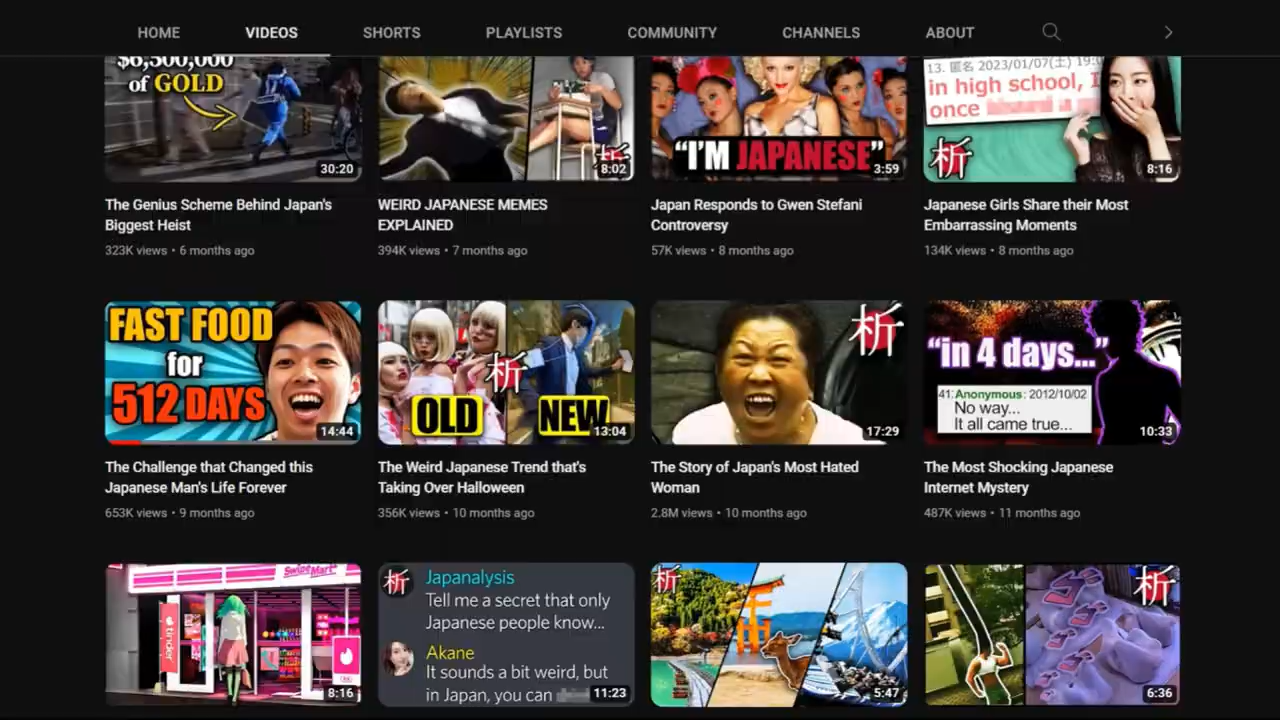 HOME VIDEOS SHORTS PLAYLISTS COMMUNITY CHANNELS ABOUT
$6,500,000
of GOLD
30:20
析
8:02
"I'M JAPANESE"
3:59
13. 匿名 2023/01/07(土) 19:0
in high school, I
once
析
8:16
The Genius Scheme Behind Japan's
Biggest Heist
323K views • 6 months ago
WEIRD JAPANESE MEMES
EXPLAINED
394K views • 7 months ago
Japan Responds to Gwen Stefani
Controversy
57K views • 8 months ago
Japanese Girls Share their Most
Embarrassing Moments
134K views • 8 months ago
FAST FOOD
for
512 DAYS
14:44
析
OLD
NEW
13:04
析
17:29
"in 4 days..."
41:Anonymous: 2012/10/02
No way...
It all came true...
10:33
The Challenge that Changed this
Japanese Man's Life Forever
653K views • 9 months ago
The Weird Japanese Trend that's
Taking Over Halloween
356K views • 10 months ago
The Story of Japan's Most Hated
Woman
2.8M views • 10 months ago
The Most Shocking Japanese
Internet Mystery
487K views • 11 months ago
SwipeMart
tinder
8:16
析
Japanalysis
Tell me a secret that only
Japanese people know...
Akane
It sounds a bit weird, but
in Japan, you can
11:23
析
5:47
析
6:36